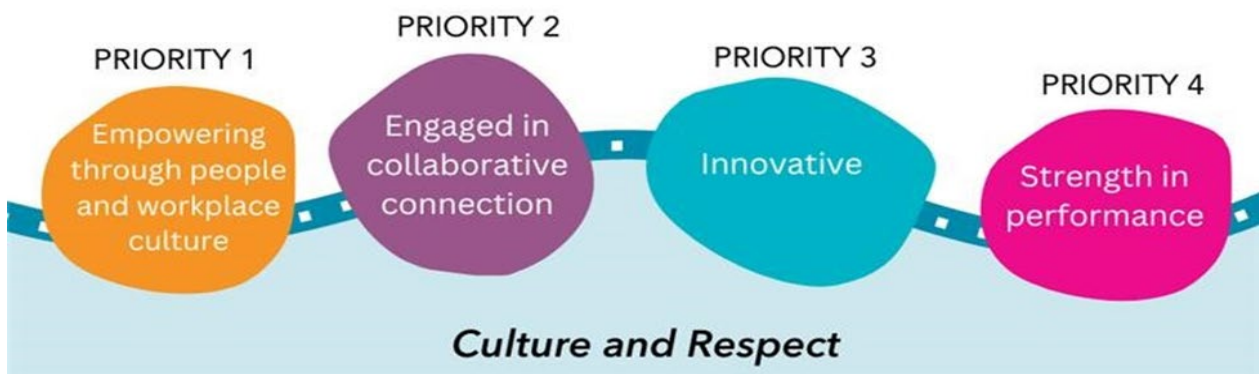 PRIORITY 1
Empowering
through people
and workplace
culture
PRIORITY 2
Engaged in
collaborative
connection
PRIORITY 3
Innovative
PRIORITY 4
Strength in
performance
Culture and Respect